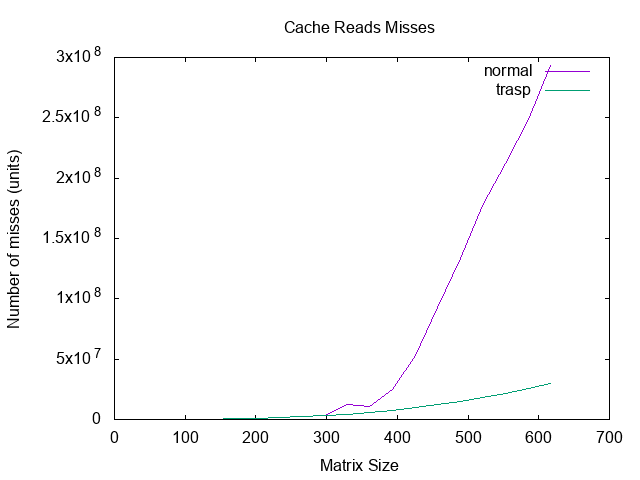 Cache Reads Misses
3x10^8
2.5x10^8
2x10^8
1.5x10^8
1x10^8
5x10^7
0
Number of misses (units)
normal
trasp
0 100 200 300 400 500 600 700
Matrix Size